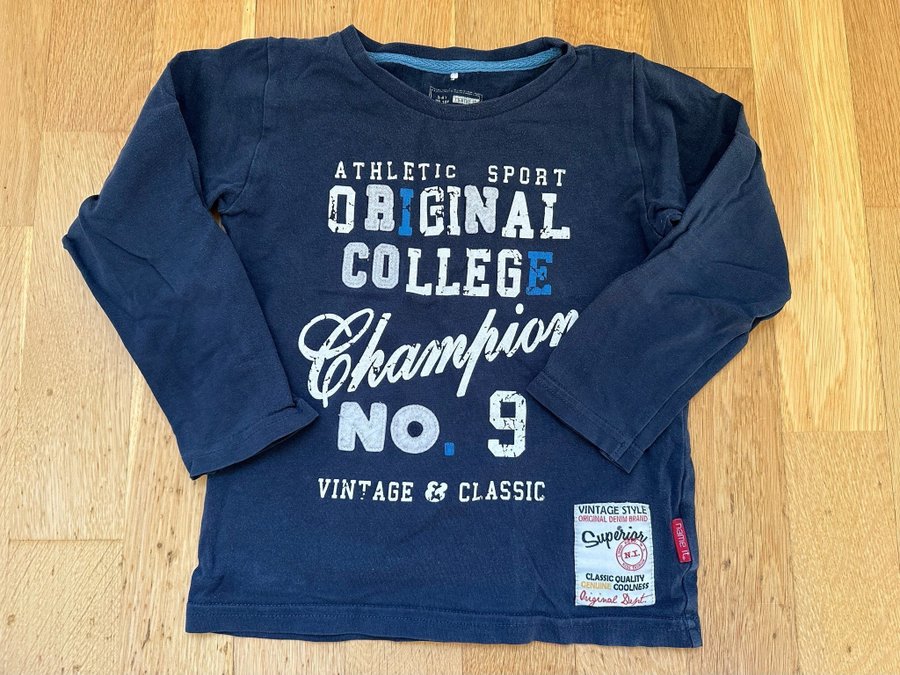 ATHLETIC SPORT
ORIGINAL
COLLEGE
Champion
NO. 9
VINTAGE & CLASSIC
VINTAGE STYLE
ORIGINAL DENIM BRAND
Superior
N.I.
CLASSIC QUALITY
GENUINE COOLNESS
Original Dept.
name it.